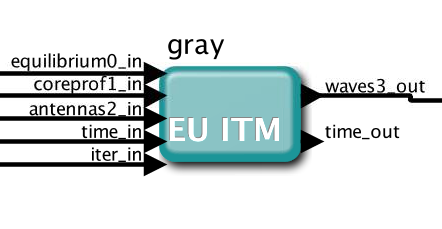 gray
equilibrium0_in
coreprof1_in
antennas2_in
time_in
iter_in
EU ITM
waves3_out
time_out